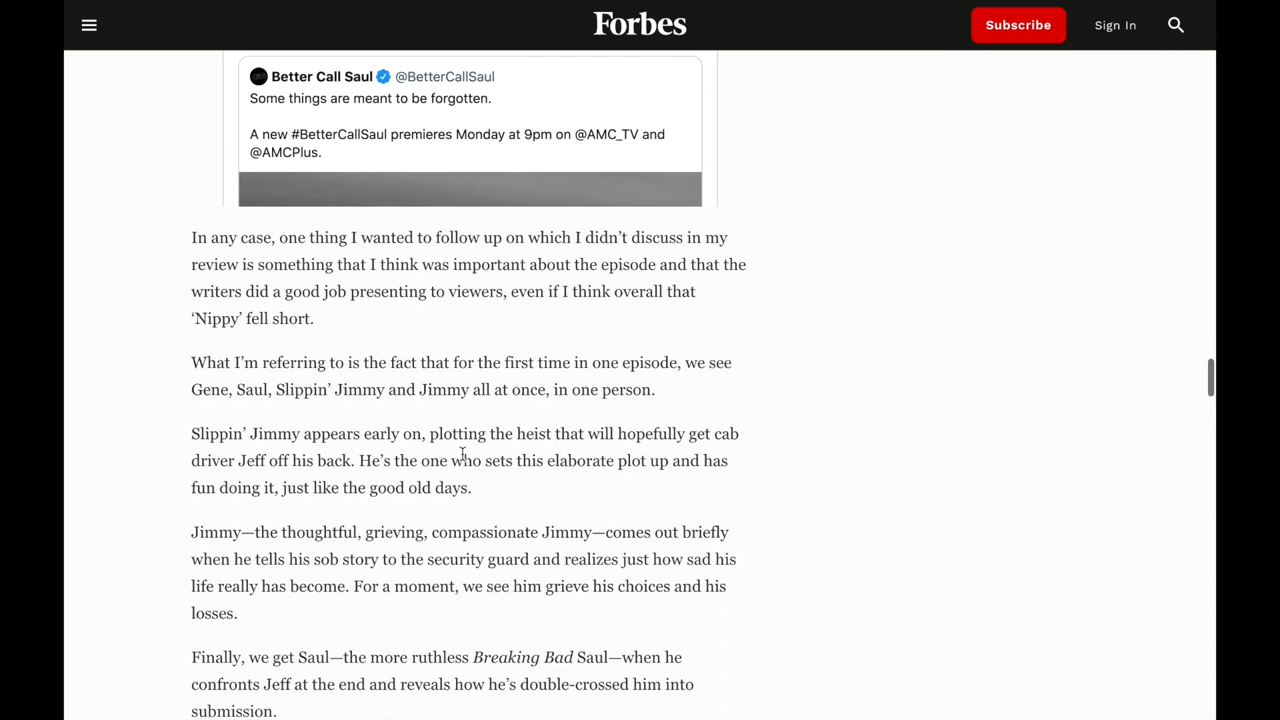 Forbes
Subscribe
Sign In
Better Call Saul @BetterCallSaul
Some things are meant to be forgotten.
A new #BetterCallSaul premieres Monday at 9pm on @AMC_TV and
@AMCPlus.
In any case, one thing I wanted to follow up on which I didn’t discuss in my
review is something that I think was important about the episode and that the
writers did a good job presenting to viewers, even if I think overall that
‘Nippy’ fell short.
What I’m referring to is the fact that for the first time in one episode, we see
Gene, Saul, Slippin’ Jimmy and Jimmy all at once, in one person.
Slippin’ Jimmy appears early on, plotting the heist that will hopefully get cab
driver Jeff off his back. He’s the one who sets this elaborate plot up and has
fun doing it, just like the good old days.
Jimmy—the thoughtful, grieving, compassionate Jimmy—comes out briefly
when he tells his sob story to the security guard and realizes just how sad his
life really has become. For a moment, we see him grieve his choices and his
losses.
Finally, we get Saul—the more ruthless Breaking Bad Saul—when he
confronts Jeff at the end and reveals how he’s double-crossed him into
submission.